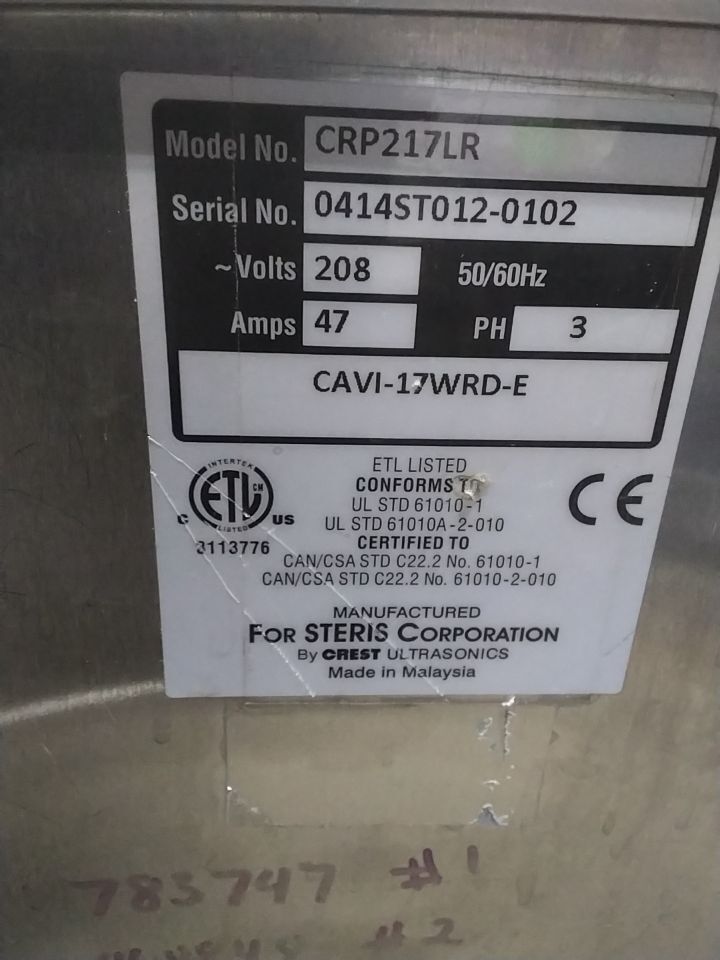 Model No. CRP217LR
Serial No. 0414ST012-0102
~Volts 208 50/60Hz
Amps 47 PH 3
CAVI-17WRD-E
INTERTEK
ETL CM
LISTED
C US
3113776
ETL LISTED
CONFORMS TO
UL STD 61010-1
UL STD 61010A-2-010
CERTIFIED TO
CAN/CSA STD C22.2 No. 61010-1
CAN/CSA STD C22.2 No. 61010-2-010
CE
MANUFACTURED
FOR STERIS CORPORATION
By CREST ULTRASONICS
Made in Malaysia
783747 #1
#2